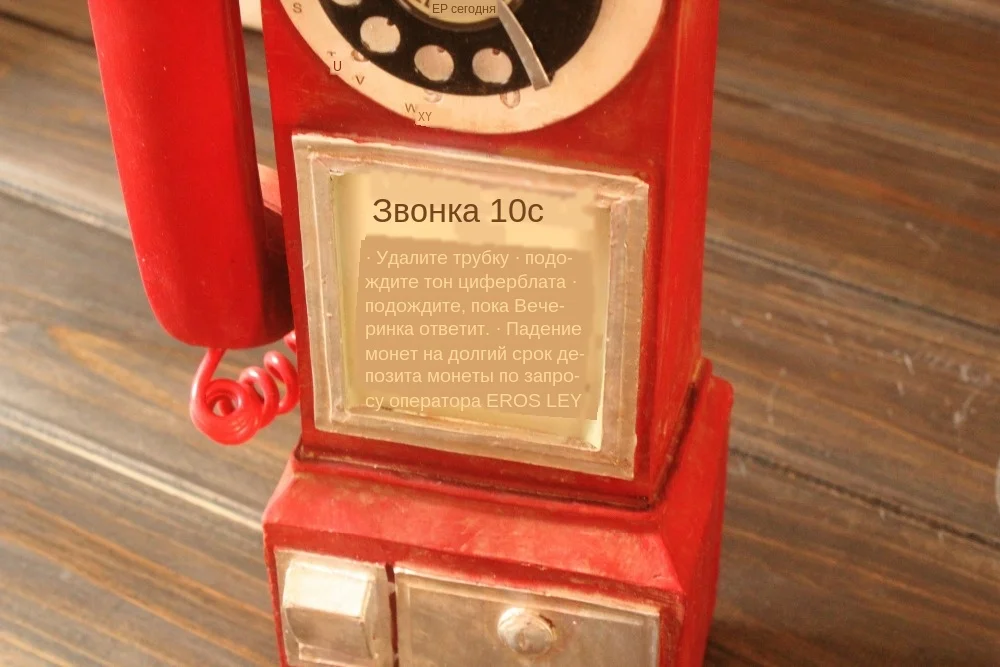 ЕР сегодня
S
U
V
W
XY
Звонка 10с
· Удалите трубку · подо-
ждите тон циферблата ·
подождите, пока Вече-
ринка ответит. · Падение
монет на долгий срок де-
позита монеты по запро-
су оператора EROS LEY